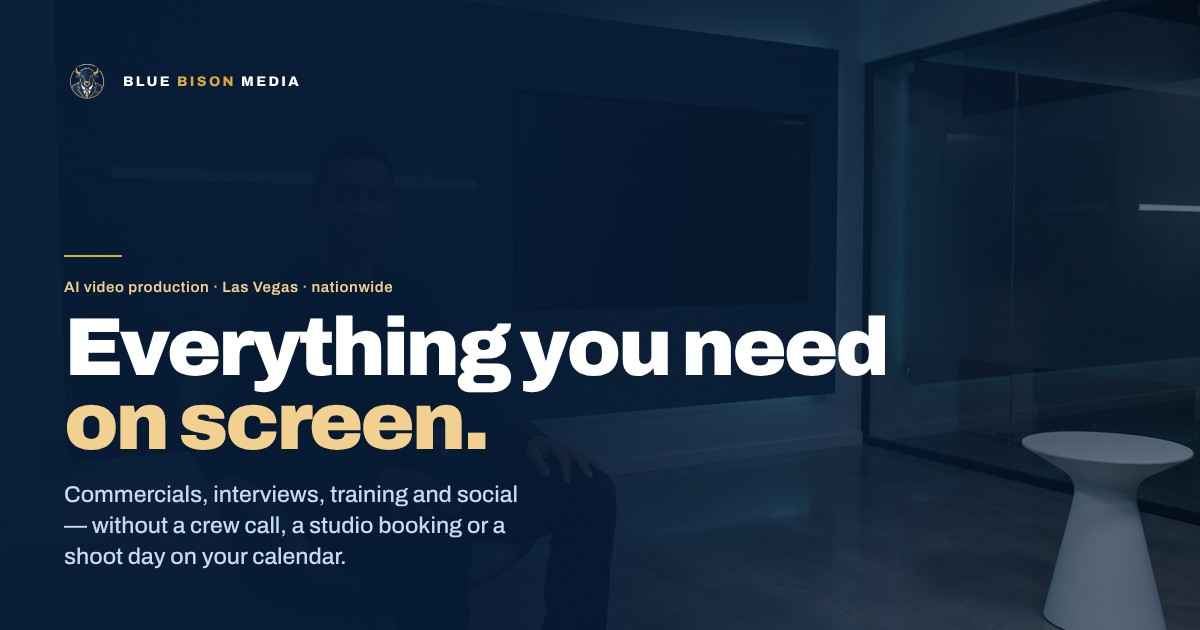 BLUE BISON MEDIA
AI video production · Las Vegas · nationwide
Everything you need
on screen.
Commercials, interviews, training and social
— without a crew call, a studio booking or a
shoot day on your calendar.